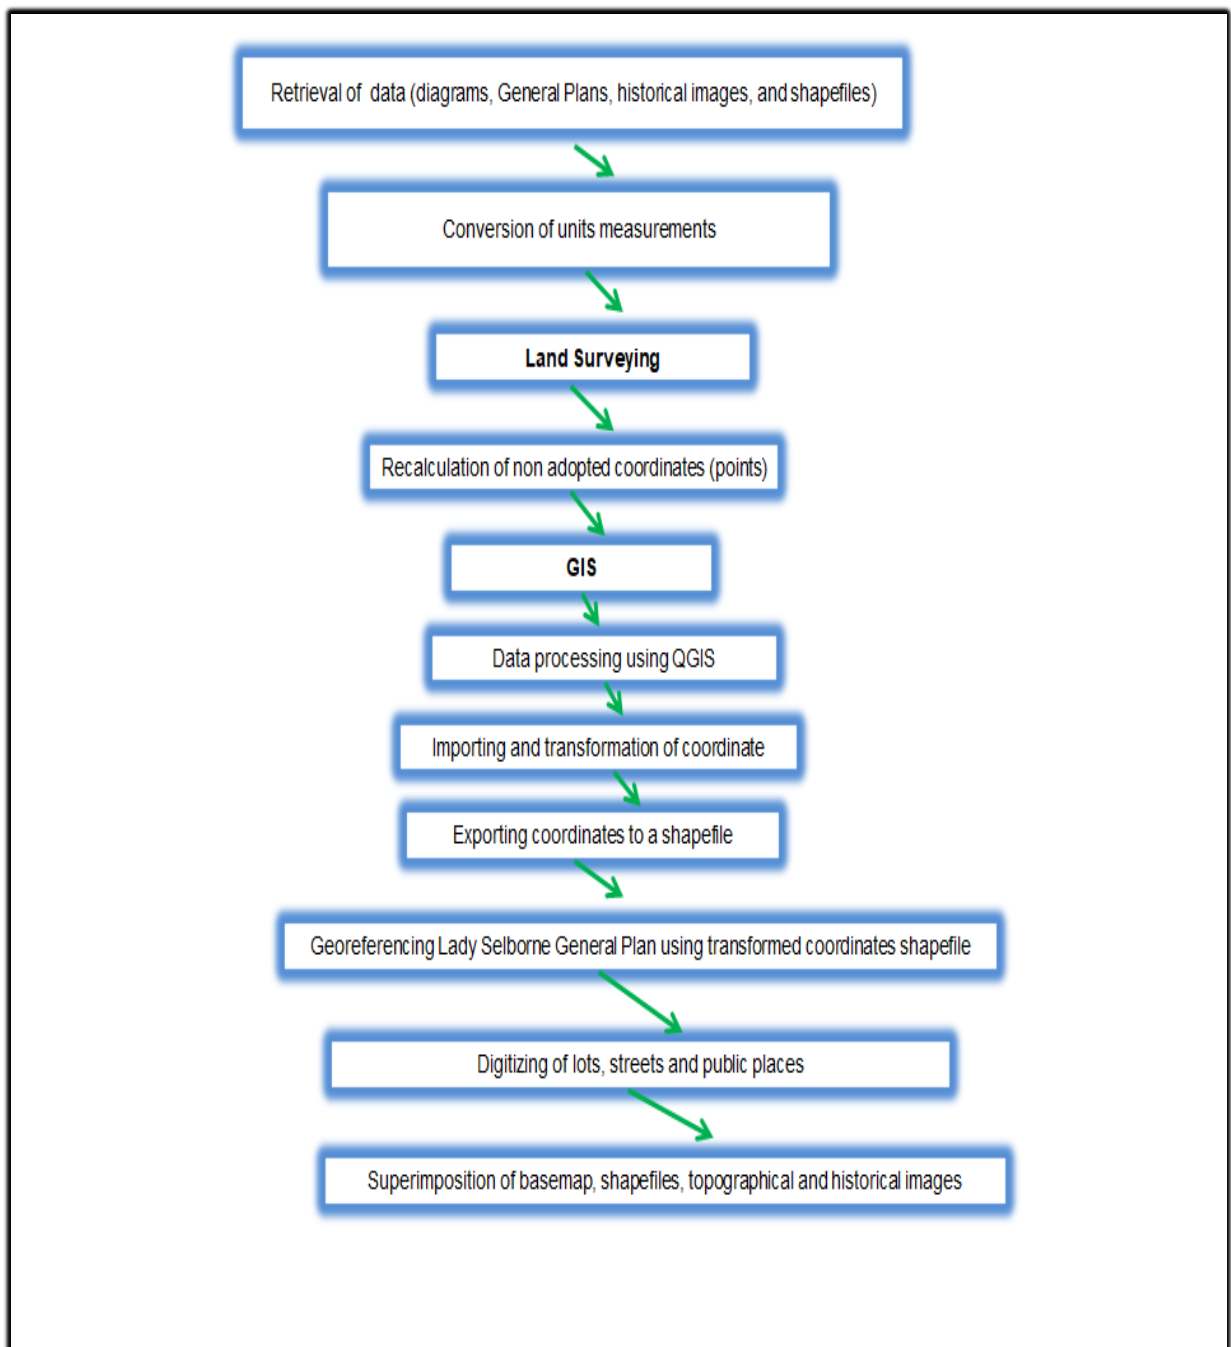 Retrieval of data (diagrams, General Plans, historical images, and shapefiles)
Conversion of units measurements
Land Surveying
Recalculation of non adopted coordinates (points)
GIS
Data processing using QGIS
Importing and transformation of coordinate
Exporting coordinates to a shapefile
Georeferencing Lady Selborne General Plan using transformed coordinates shapefile
Digitizing of lots, streets and public places
Superimposition of basemap, shapefiles, topographical and historical images